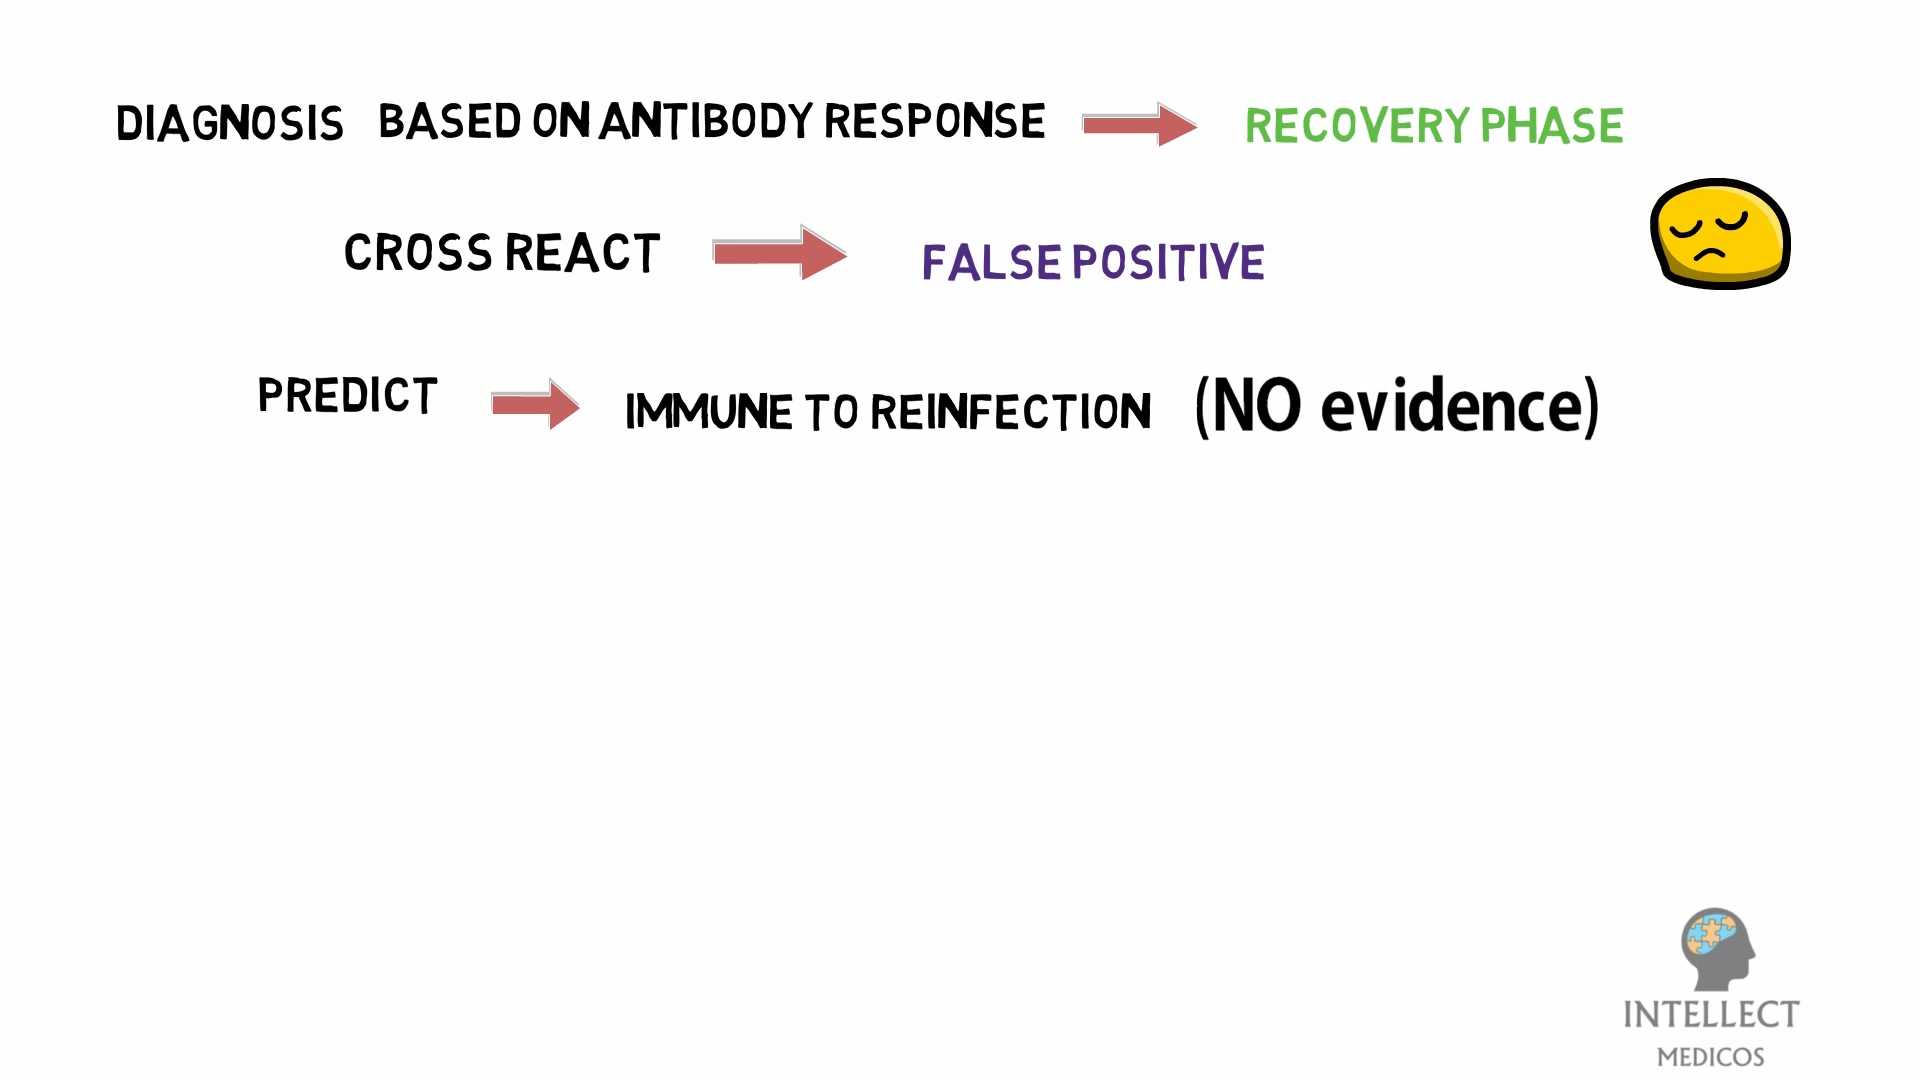 DIAGNOSIS BASED ON ANTIBODY RESPONSE RECOVERY PHASE
CROSS REACT FALSE POSITIVE
PREDICT IMMUNE TO REINFECTION (NO evidence)
INTELLECT
MEDICOS